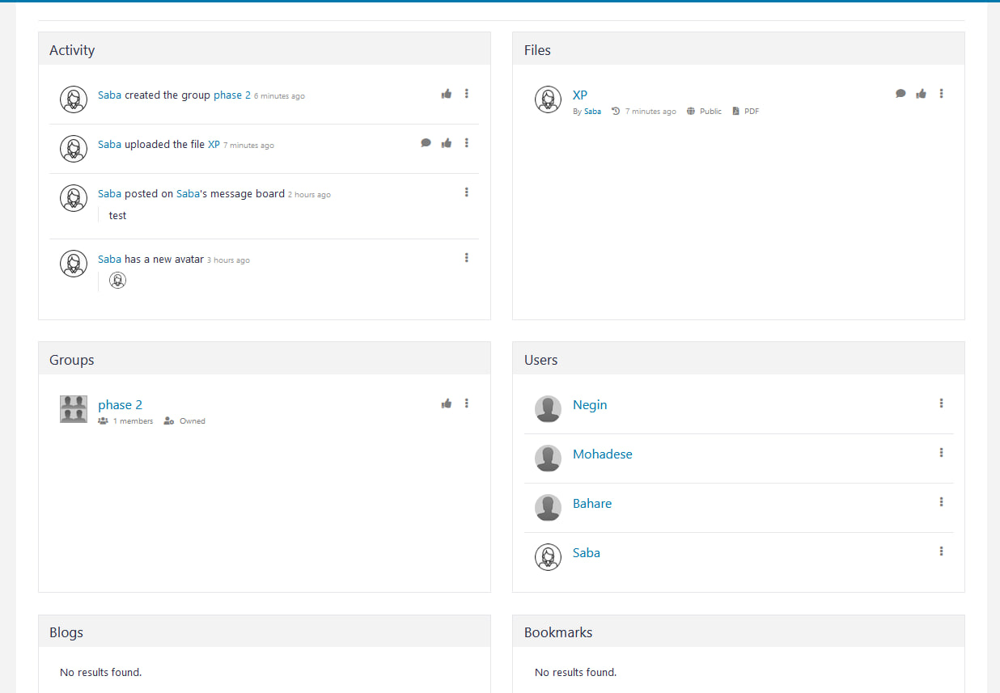 Activity
Saba created the group phase 2 6 minutes ago
Saba uploaded the file XP 7 minutes ago
Saba posted on Saba's message board 2 hours ago
test
Saba has a new avatar 3 hours ago
Files
XP
By Saba 7 minutes ago Public PDF
Groups
phase 2
1 members Owned
Users
Negin
Mohadese
Bahare
Saba
Blogs
No results found.
Bookmarks
No results found.